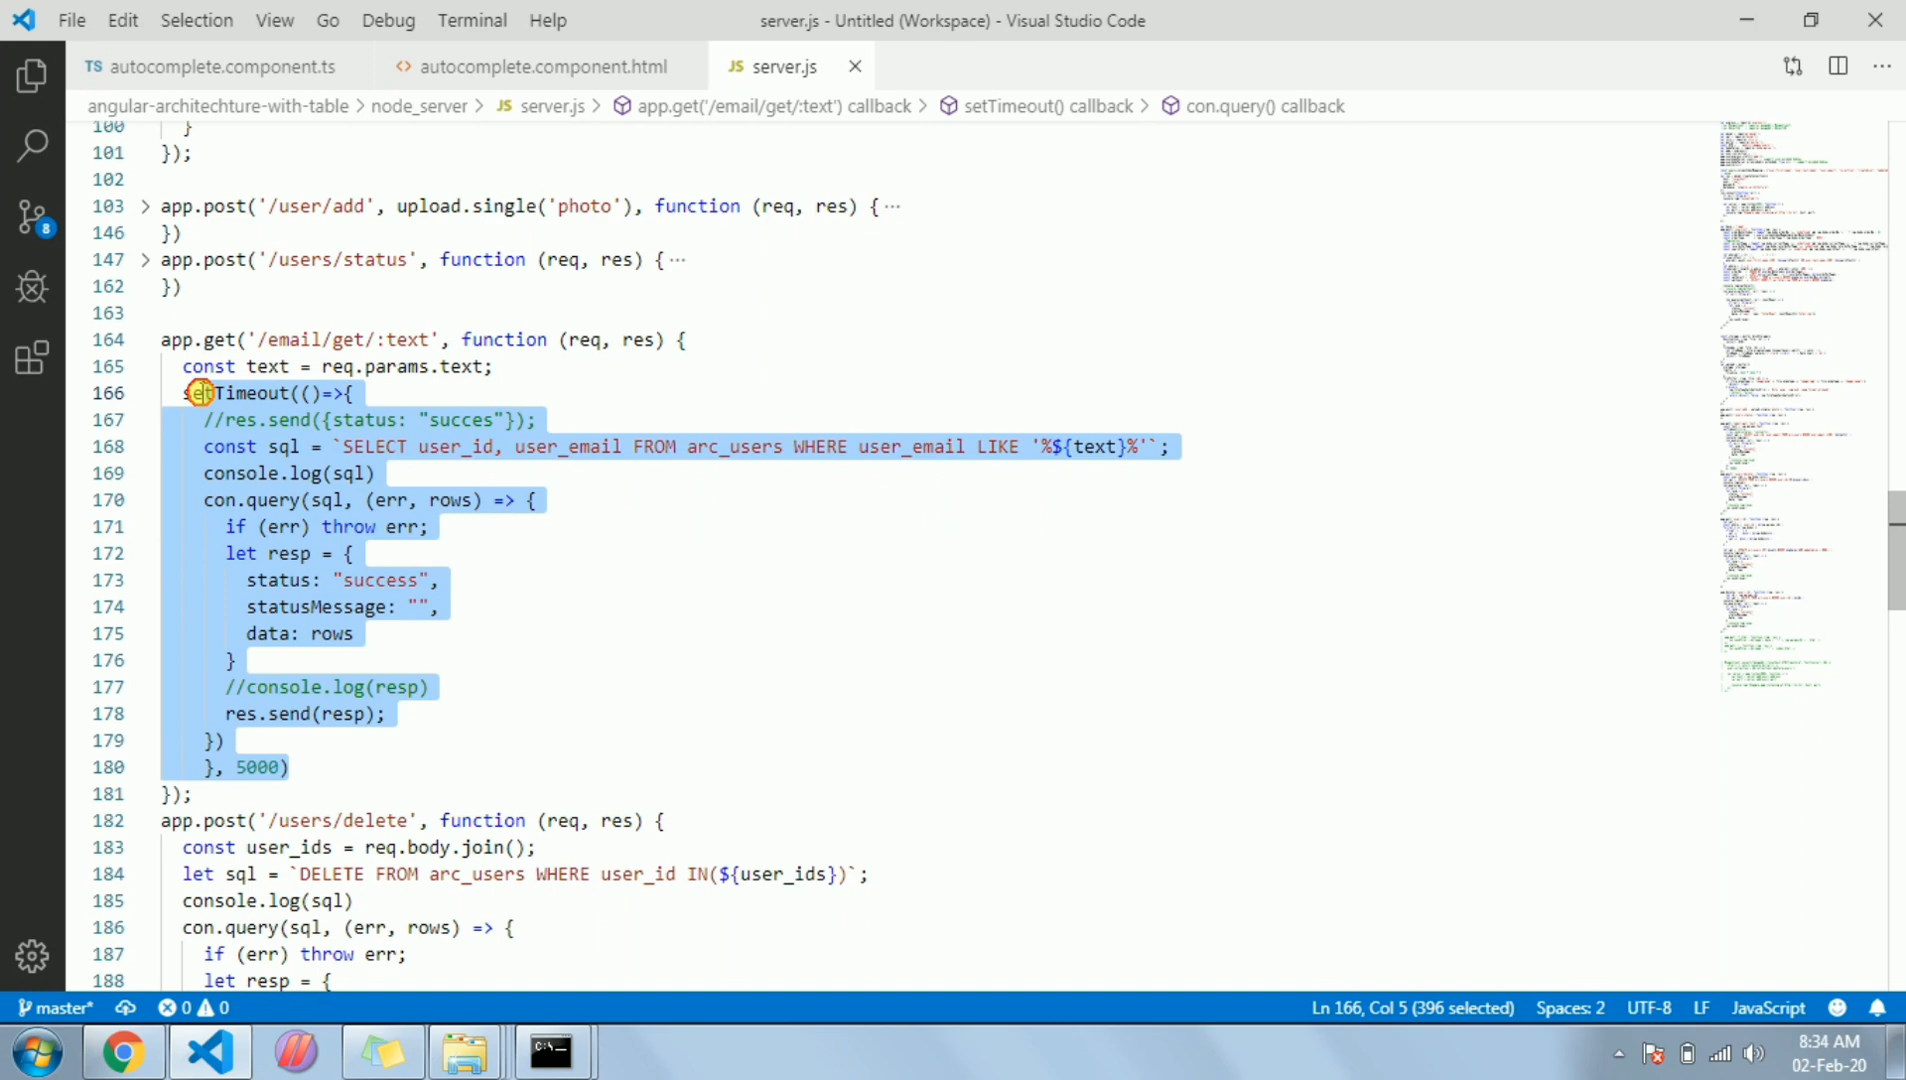 File Edit Selection View Go Debug Terminal Help server.js - Untitled (Workspace) - Visual Studio Code
TS autocomplete.component.ts <> autocomplete.component.html JS server.js
angular-architechture-with-table > node_server > JS server.js > app.get('/email/get/:text') callback > setTimeout() callback > con.query() callback
100 }
101 });
102
103 > app.post('/user/add', upload.single('photo'), function (req, res) {⋯
146 })
147 > app.post('/users/status', function (req, res) {⋯
162 })
163
164 app.get('/email/get/:text', function (req, res) {
165 const text = req.params.text;
166 setTimeout(()=>{
167 //res.send({status: "succes"});
168 const sql = `SELECT user_id, user_email FROM arc_users WHERE user_email LIKE '%${text}%'`;
169 console.log(sql)
170 con.query(sql, (err, rows) => {
171 if (err) throw err;
172 let resp = {
173 status: "success",
174 statusMessage: "",
175 data: rows
176 }
177 //console.log(resp)
178 res.send(resp);
179 })
180 }, 5000)
181 });
182 app.post('/users/delete', function (req, res) {
183 const user_ids = req.body.join();
184 let sql = `DELETE FROM arc_users WHERE user_id IN(${user_ids})`;
185 console.log(sql)
186 con.query(sql, (err, rows) => {
187 if (err) throw err;
188 let resp = {
8
master* 0 0 Ln 166, Col 5 (396 selected) Spaces: 2 UTF-8 LF JavaScript
C:\
8:34 AM
02-Feb-20